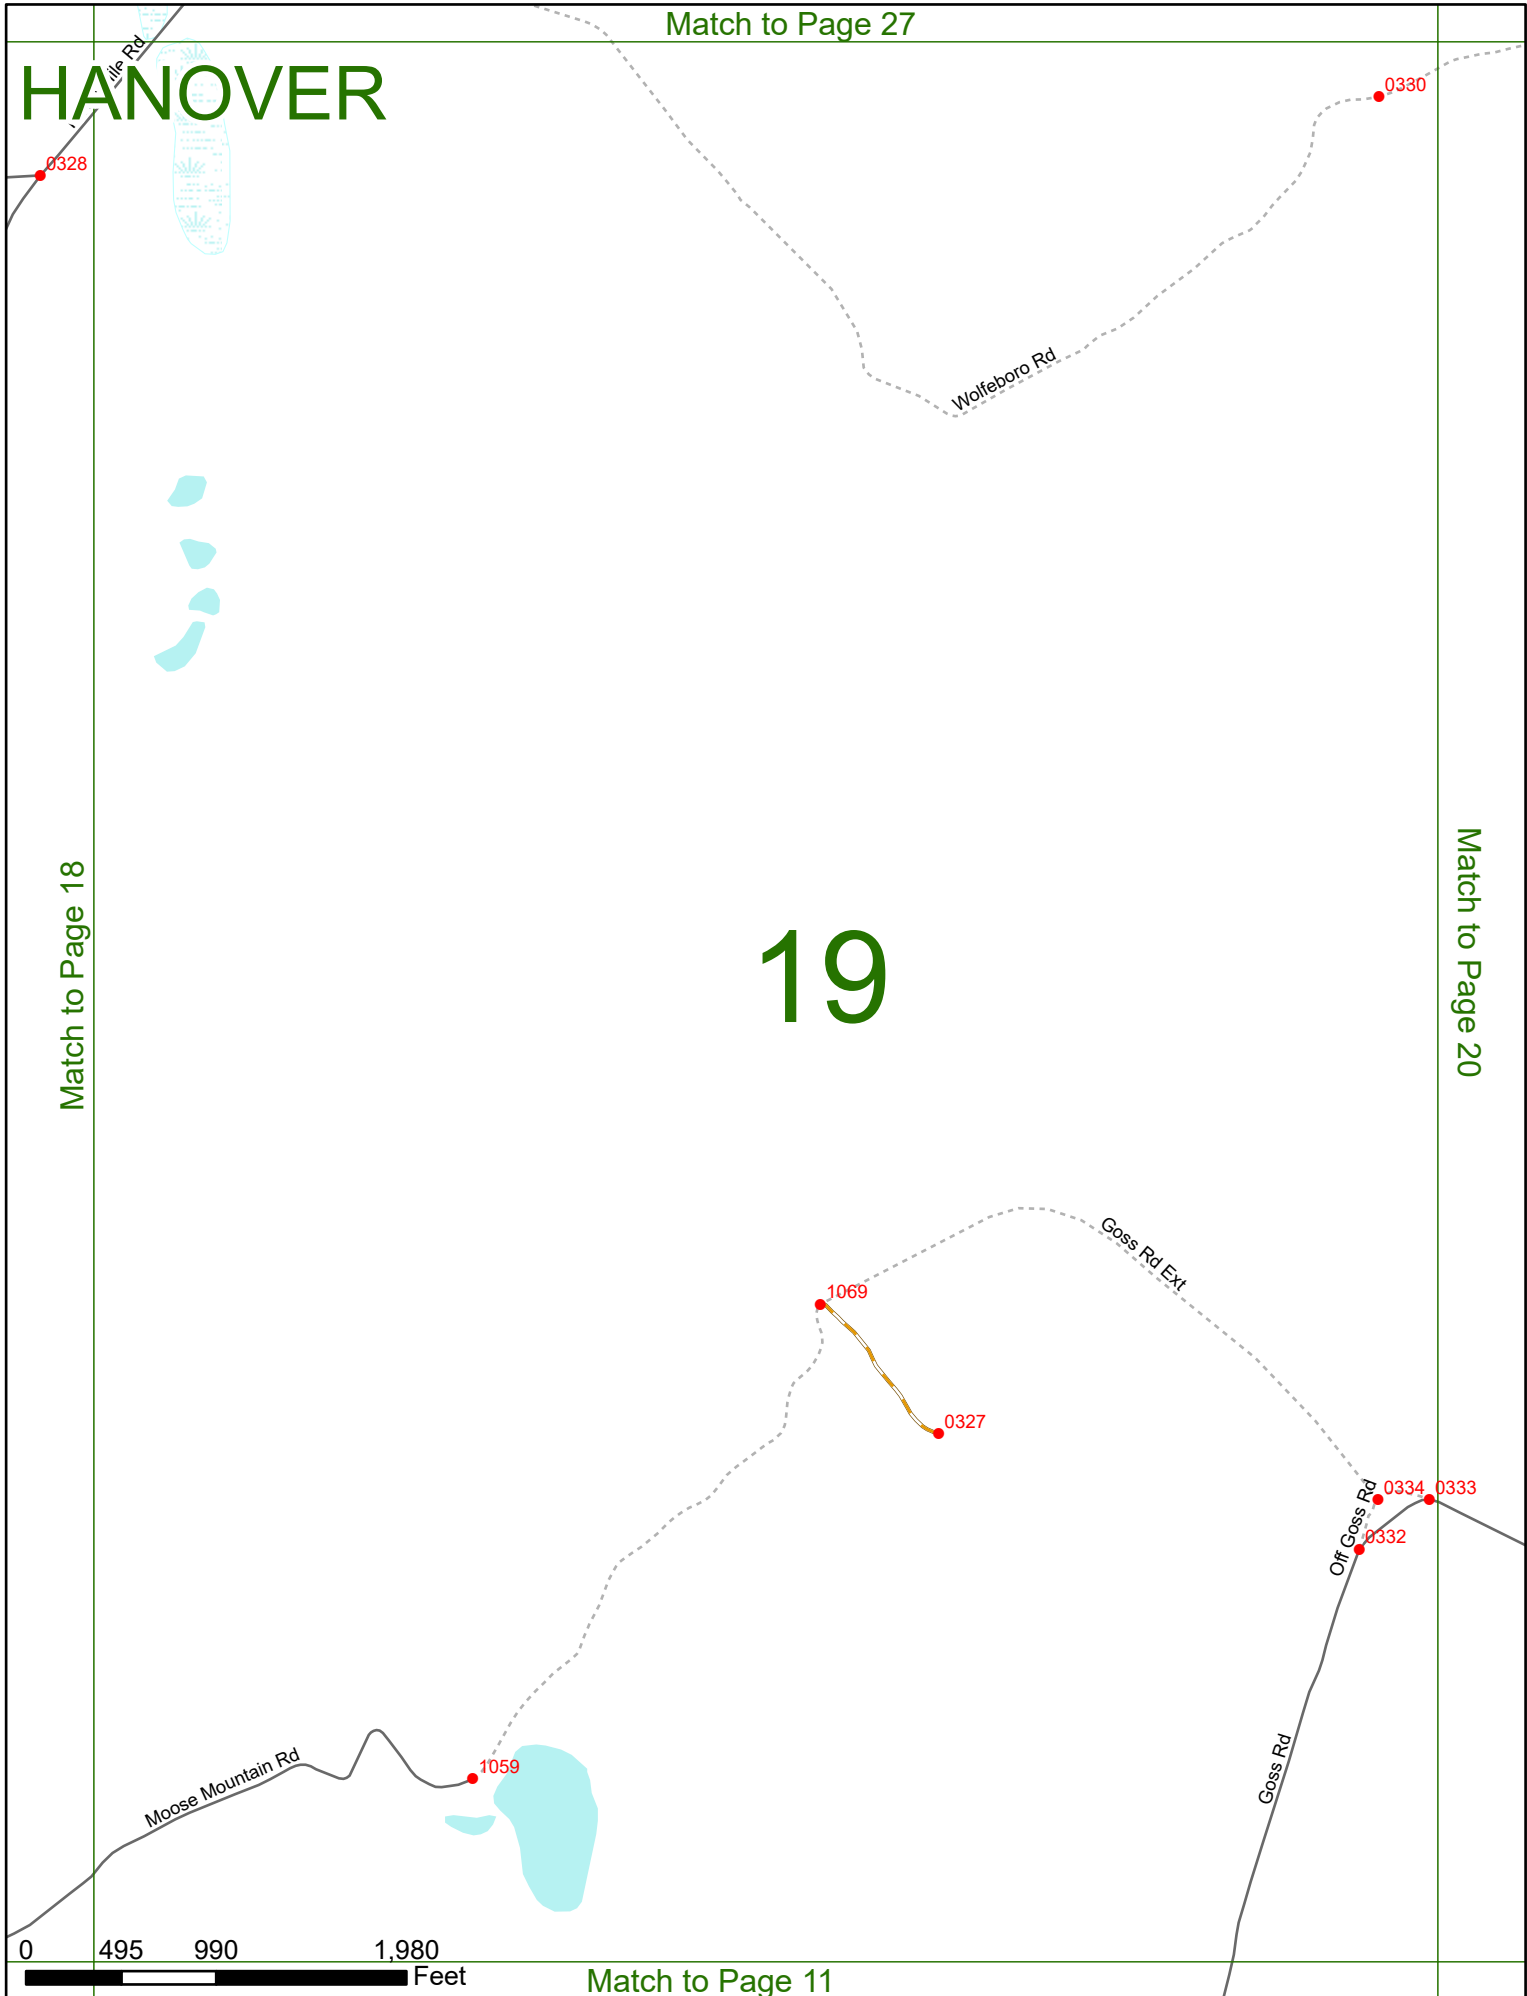 Match to Page 27
HANOVER
0330
0328
Wolfeboro Rd
Match to Page 18
Match to Page 20
19
Goss Rd Ext
1069
0327
0334
0333
Off Goss Rd
0332
Goss Rd
1059
Moose Mountain Rd
0 495 990 1,980
Feet
Match to Page 11